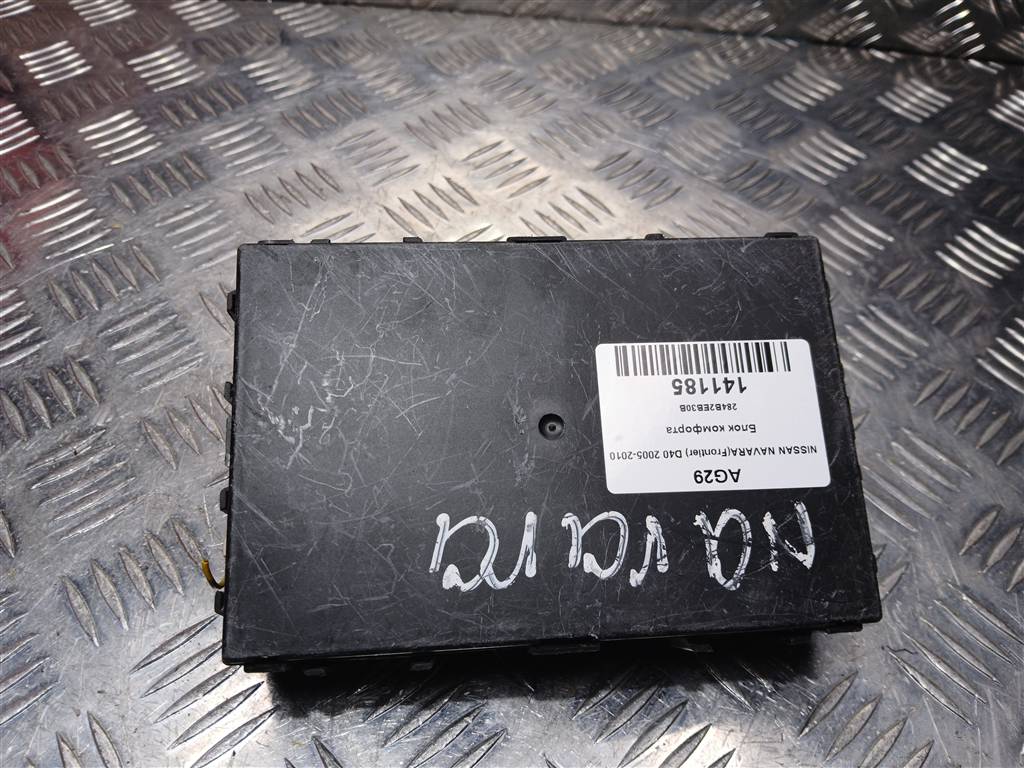 AG29
NISSAN NAVARA(Frontier) D40 2005-2010
Блок комфорта
284B2EB30B
141185
Navara